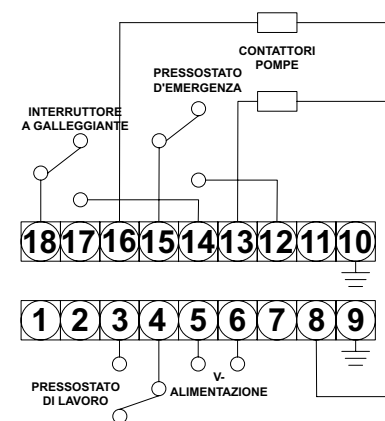 CONTATTORI
POMPE
PRESSOSTATO
D'EMERGENZA
INTERRUTTORE
A GALLEGGIANTE
18 17 16 15 14 13 12 11 10
1 2 3 4 5 6 7 8 9
PRESSOSTATO
DI LAVORO
V-
ALIMENTAZIONE